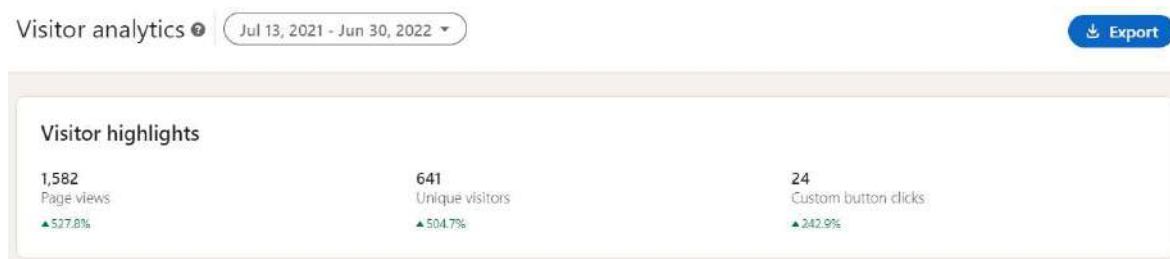 Visitor analytics ? Jul 13, 2021 - Jun 30, 2022 Export
Visitor highlights
1,582 641 24
Page views Unique visitors Custom button clicks
▲527.8% ▲504.7% ▲242.9%